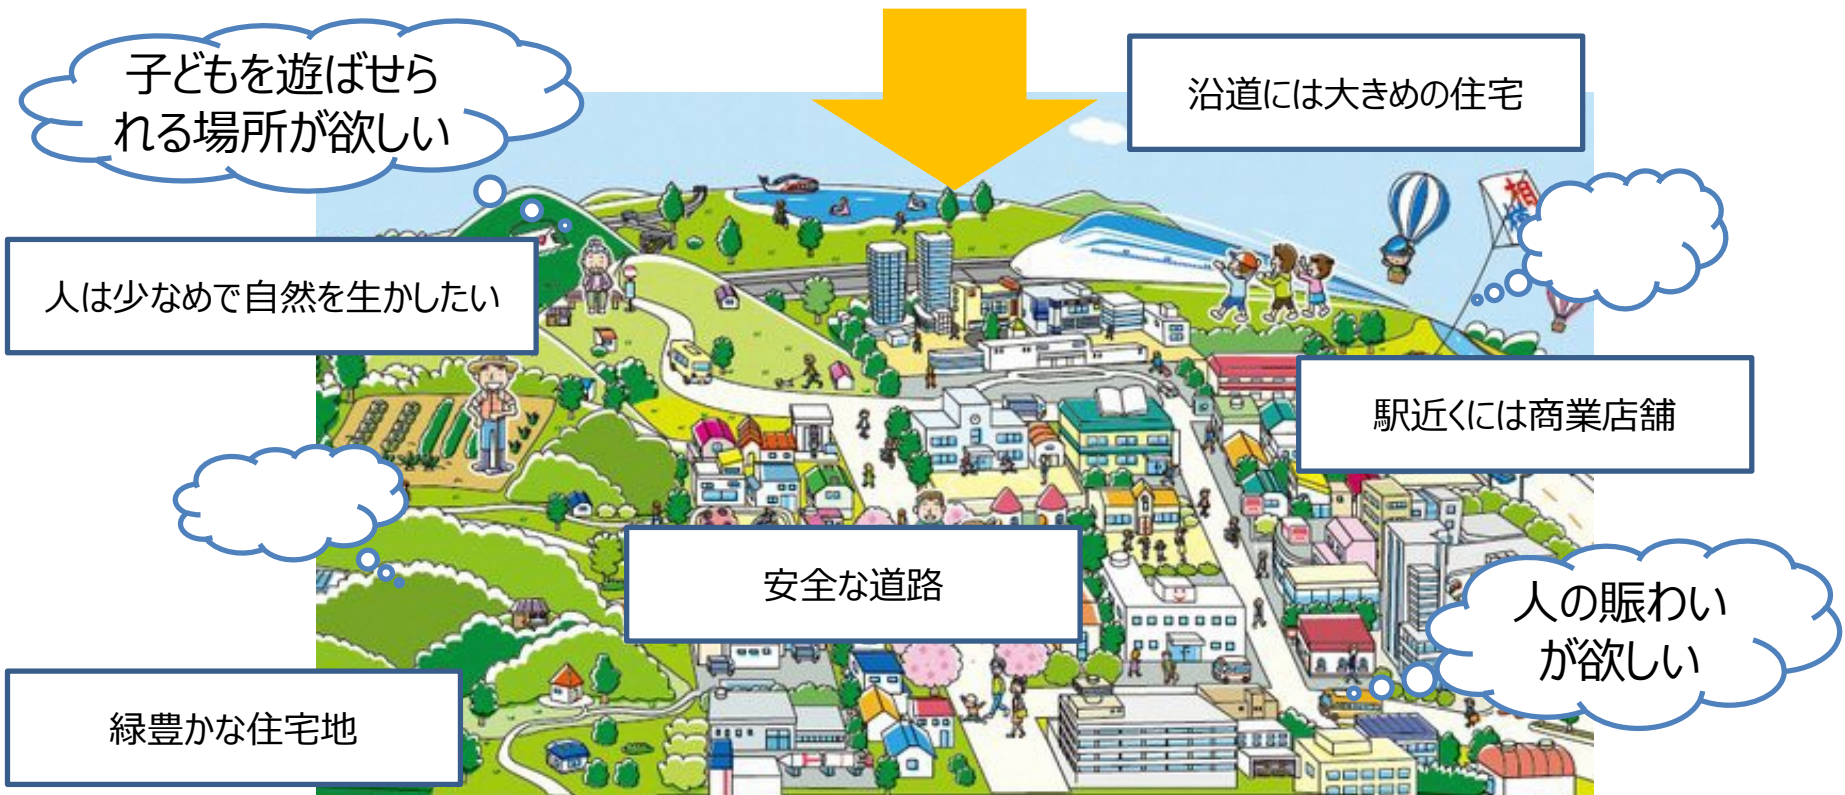 子どもを遊ばせら
れる場所が欲しい
沿道には大きめの住宅
人は少なめで自然を生かしたい
駅近くには商業店舗
安全な道路
人の賑わい
が欲しい
緑豊かな住宅地